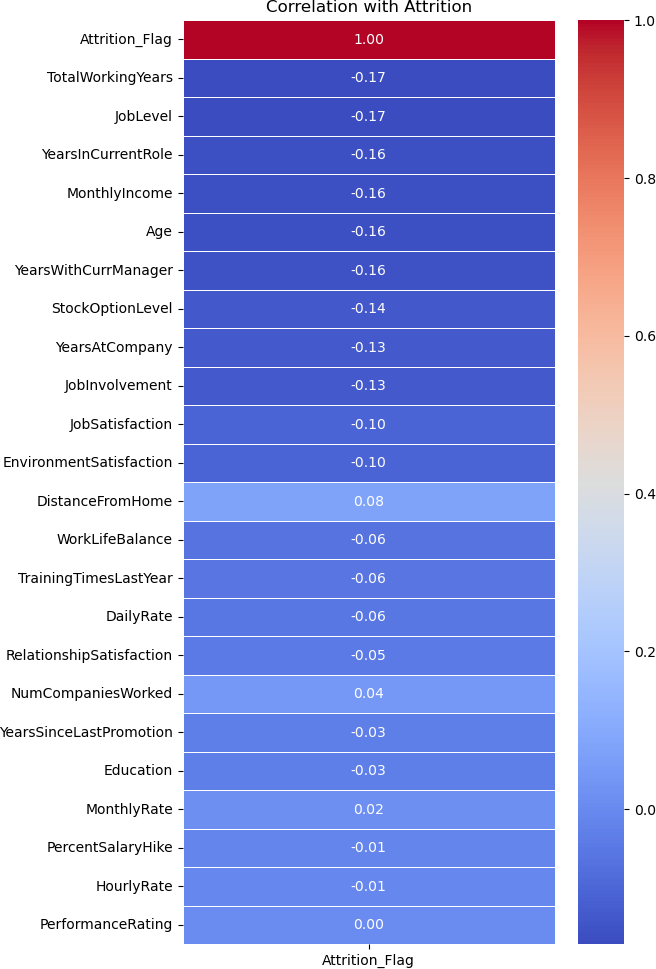 Correlation with Attrition
Attrition_Flag 1.00
TotalWorkingYears -0.17
JobLevel -0.17
YearsInCurrentRole -0.16
MonthlyIncome -0.16
Age -0.16
YearsWithCurrManager -0.16
StockOptionLevel -0.14
YearsAtCompany -0.13
JobInvolvement -0.13
JobSatisfaction -0.10
EnvironmentSatisfaction -0.10
DistanceFromHome 0.08
WorkLifeBalance -0.06
TrainingTimesLastYear -0.06
DailyRate -0.06
RelationshipSatisfaction -0.05
NumCompaniesWorked 0.04
YearsSinceLastPromotion -0.03
Education -0.03
MonthlyRate 0.02
PercentSalaryHike -0.01
HourlyRate -0.01
PerformanceRating 0.00
Attrition_Flag
1.0
0.8
0.6
0.4
0.2
0.0